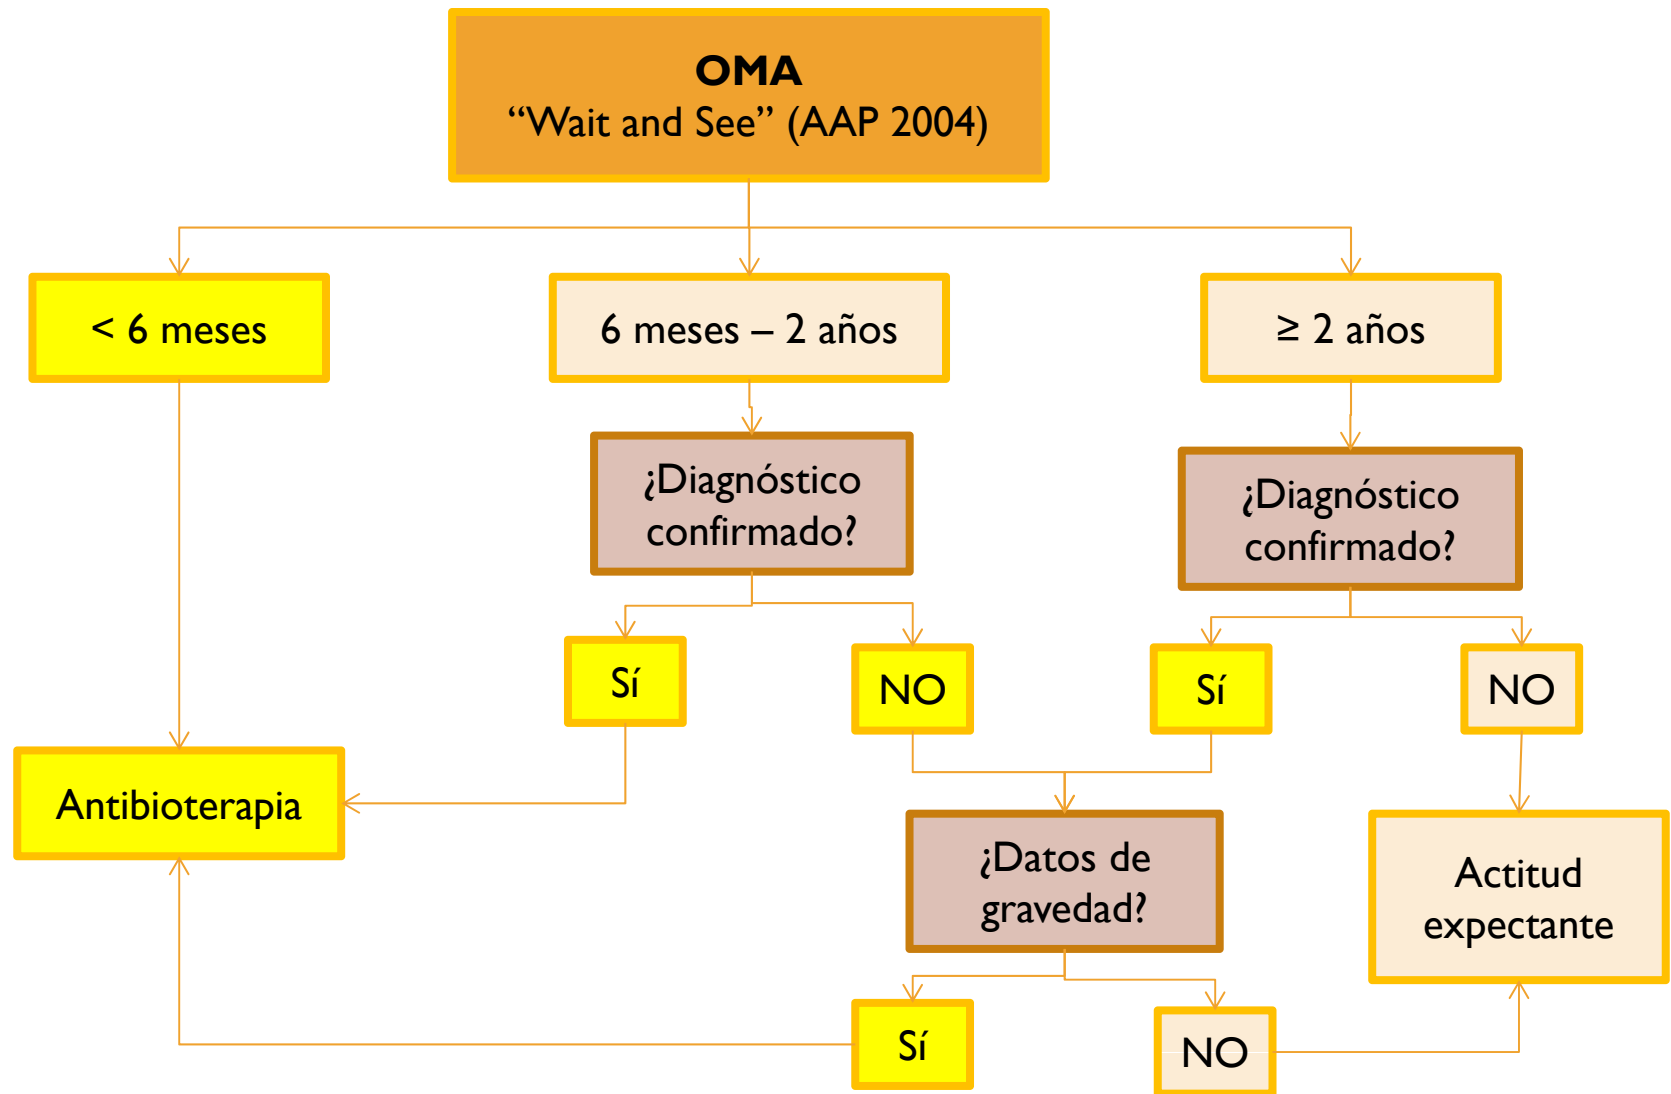 OMA
“Wait and See” (AAP 2004)
< 6 meses
6 meses – 2 años
≥ 2 años
¿Diagnóstico
confirmado?
¿Diagnóstico
confirmado?
Sí
NO
Sí
NO
Antibioterapia
¿Datos de
gravedad?
Actitud
expectante
Sí
NO